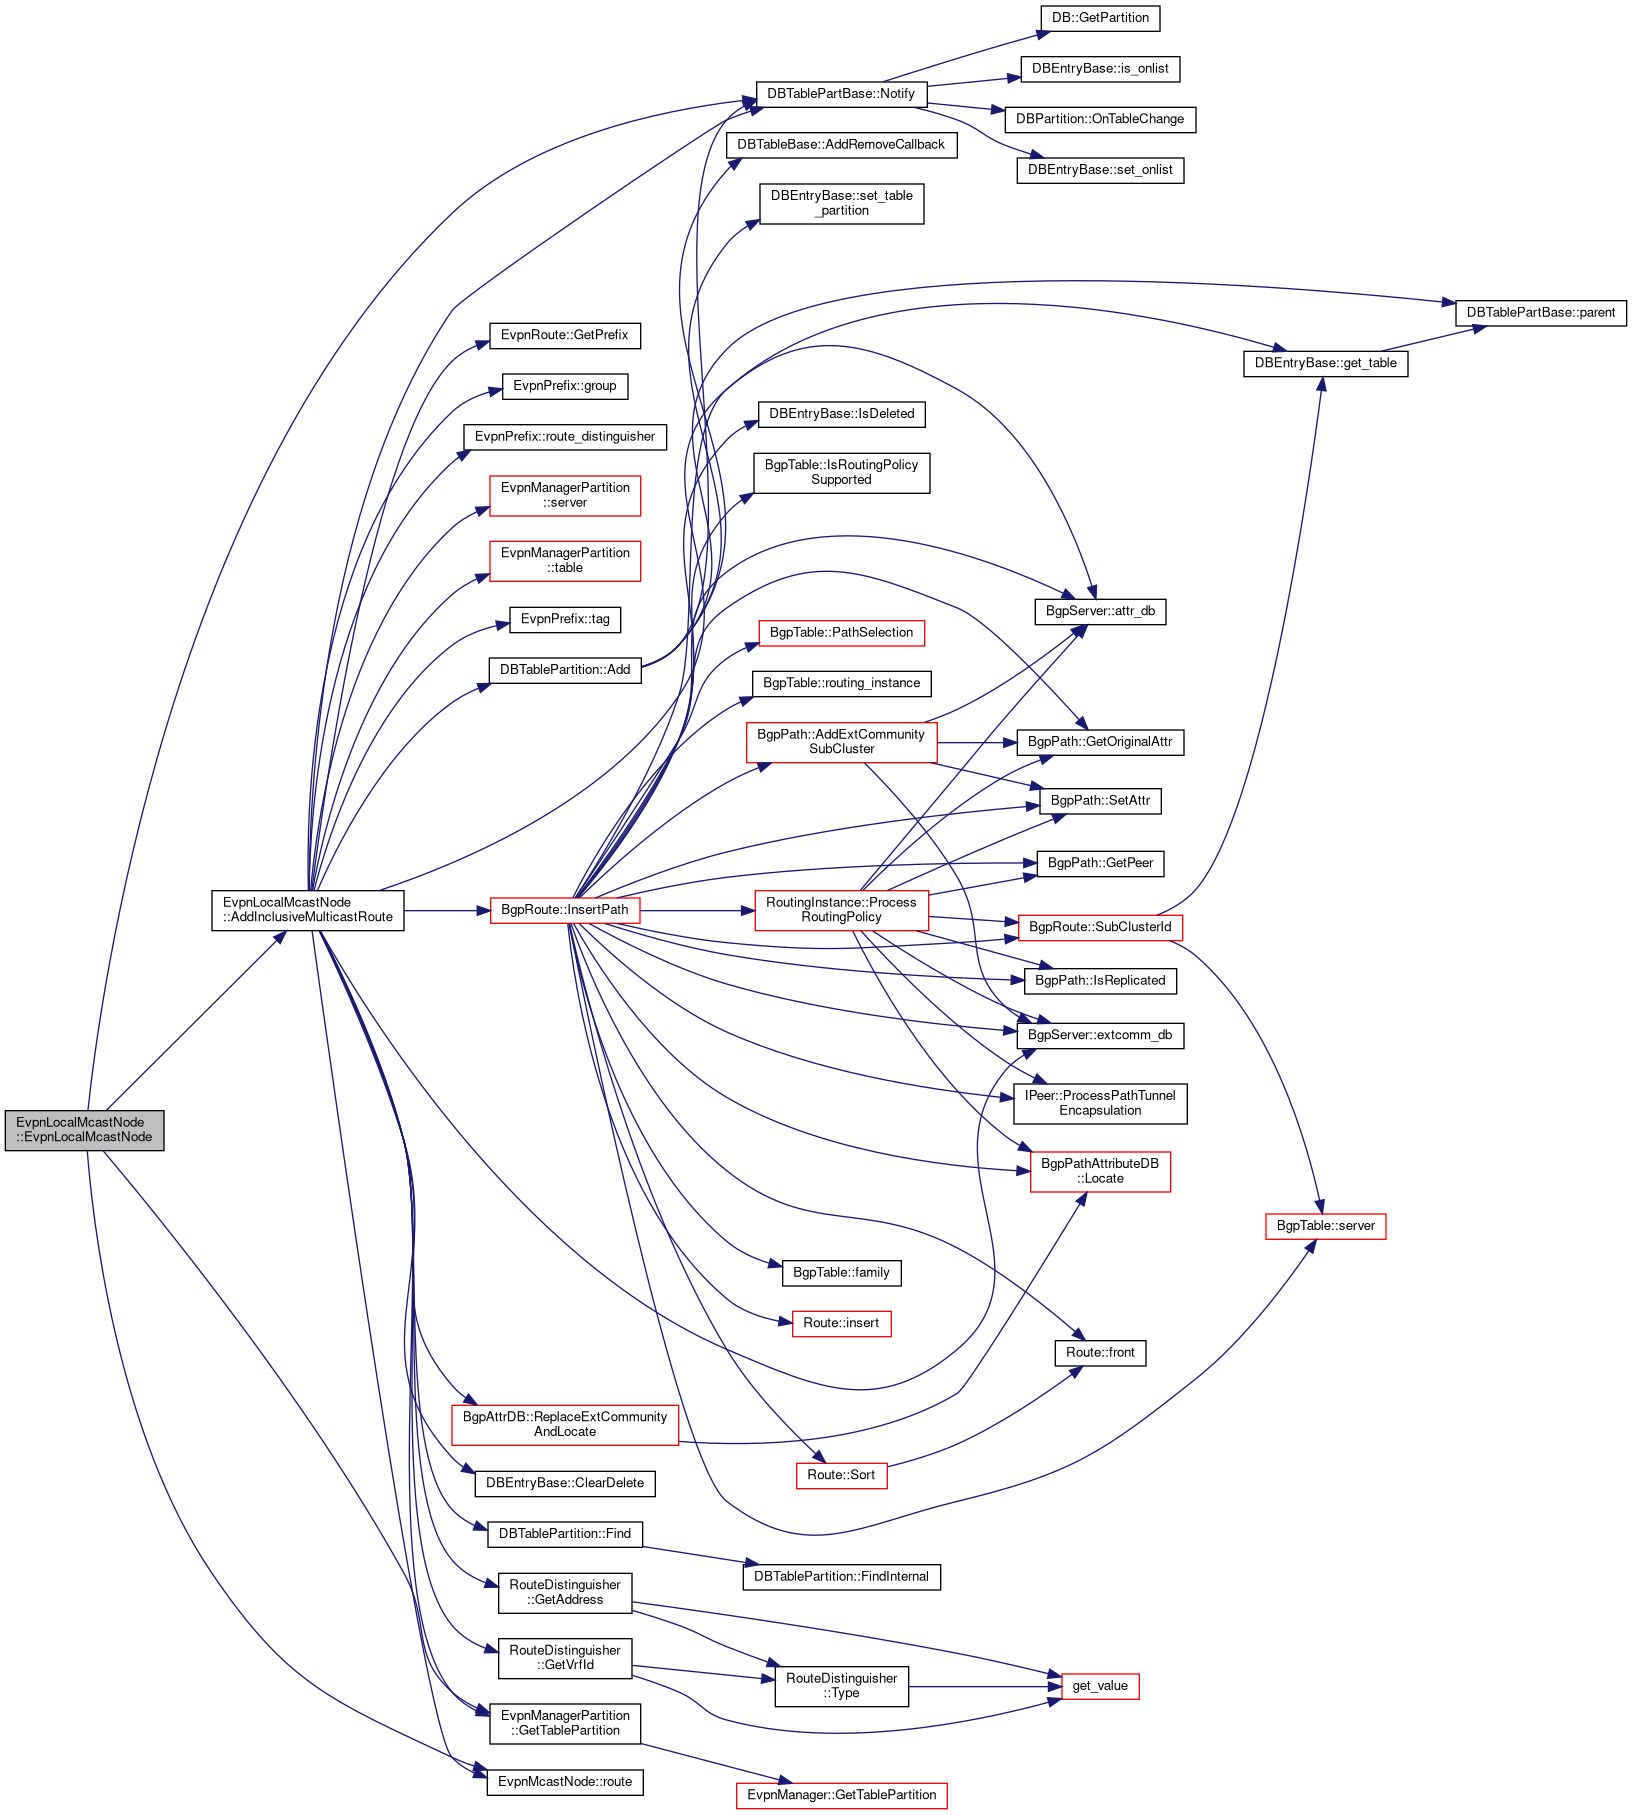 DB::GetPartition
DBEntryBase::is_onlist
DBTablePartBase::Notify
DBPartition::OnTableChange
DBTableBase::AddRemoveCallback
DBEntryBase::set_onlist
DBEntryBase::set_table
_partition
DBTablePartBase::parent
EvpnRoute::GetPrefix
DBEntryBase::get_table
EvpnPrefix::group
DBEntryBase::IsDeleted
EvpnPrefix::route_distinguisher
BgpTable::IsRoutingPolicy
Supported
EvpnManagerPartition
::server
EvpnManagerPartition
::table
BgpServer::attr_db
EvpnPrefix::tag
BgpTable::PathSelection
DBTablePartition::Add
BgpTable::routing_instance
BgpPath::AddExtCommunity
SubCluster
BgpPath::GetOriginalAttr
BgpPath::SetAttr
BgpPath::GetPeer
EvpnLocalMcastNode
::AddInclusiveMulticastRoute
BgpRoute::InsertPath
RoutingInstance::Process
RoutingPolicy
BgpRoute::SubClusterId
BgpPath::IsReplicated
BgpServer::extcomm_db
IPeer::ProcessPathTunnel
Encapsulation
EvpnLocalMcastNode
::EvpnLocalMcastNode
BgpPathAttributeDB
::Locate
BgpTable::server
BgpTable::family
Route::insert
Route::front
BgpAttrDB::ReplaceExtCommunity
AndLocate
Route::Sort
DBEntryBase::ClearDelete
DBTablePartition::Find
DBTablePartition::FindInternal
RouteDistinguisher
::GetAddress
RouteDistinguisher
::GetVrfId
RouteDistinguisher
::Type
get_value
EvpnManagerPartition
::GetTablePartition
EvpnMcastNode::route
EvpnManager::GetTablePartition